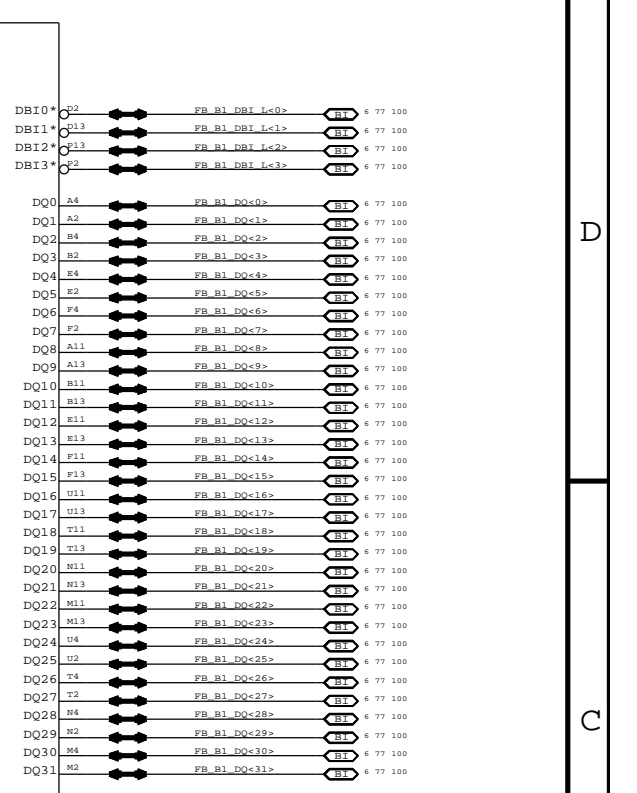 DBI0* D2 FB_B1_DBI_L<0> BI 6 77 100
DBI1* D13 FB_B1_DBI_L<1> BI 6 77 100
DBI2* P13 FB_B1_DBI_L<2> BI 6 77 100
DBI3* P2 FB_B1_DBI_L<3> BI 6 77 100
DQ0 A4 FB_B1_DQ<0> BI 6 77 100
DQ1 A2 FB_B1_DQ<1> BI 6 77 100
DQ2 B4 FB_B1_DQ<2> BI 6 77 100
D
DQ3 B2 FB_B1_DQ<3> BI 6 77 100
DQ4 E4 FB_B1_DQ<4> BI 6 77 100
DQ5 E2 FB_B1_DQ<5> BI 6 77 100
DQ6 F4 FB_B1_DQ<6> BI 6 77 100
DQ7 F2 FB_B1_DQ<7> BI 6 77 100
DQ8 A11 FB_B1_DQ<8> BI 6 77 100
DQ9 A13 FB_B1_DQ<9> BI 6 77 100
DQ10 B11 FB_B1_DQ<10> BI 6 77 100
DQ11 B13 FB_B1_DQ<11> BI 6 77 100
DQ12 E11 FB_B1_DQ<12> BI 6 77 100
DQ13 E13 FB_B1_DQ<13> BI 6 77 100
DQ14 F11 FB_B1_DQ<14> BI 6 77 100
DQ15 F13 FB_B1_DQ<15> BI 6 77 100
DQ16 U11 FB_B1_DQ<16> BI 6 77 100
DQ17 U13 FB_B1_DQ<17> BI 6 77 100
DQ18 T11 FB_B1_DQ<18> BI 6 77 100
DQ19 T13 FB_B1_DQ<19> BI 6 77 100
DQ20 N11 FB_B1_DQ<20> BI 6 77 100
DQ21 N13 FB_B1_DQ<21> BI 6 77 100
DQ22 M11 FB_B1_DQ<22> BI 6 77 100
DQ23 M13 FB_B1_DQ<23> BI 6 77 100
DQ24 U4 FB_B1_DQ<24> BI 6 77 100
DQ25 U2 FB_B1_DQ<25> BI 6 77 100
DQ26 T4 FB_B1_DQ<26> BI 6 77 100
DQ27 T2 FB_B1_DQ<27> BI 6 77 100
DQ28 N4 FB_B1_DQ<28> BI 6 77 100
C
DQ29 N2 FB_B1_DQ<29> BI 6 77 100
DQ30 M4 FB_B1_DQ<30> BI 6 77 100
DQ31 M2 FB_B1_DQ<31> BI 6 77 100